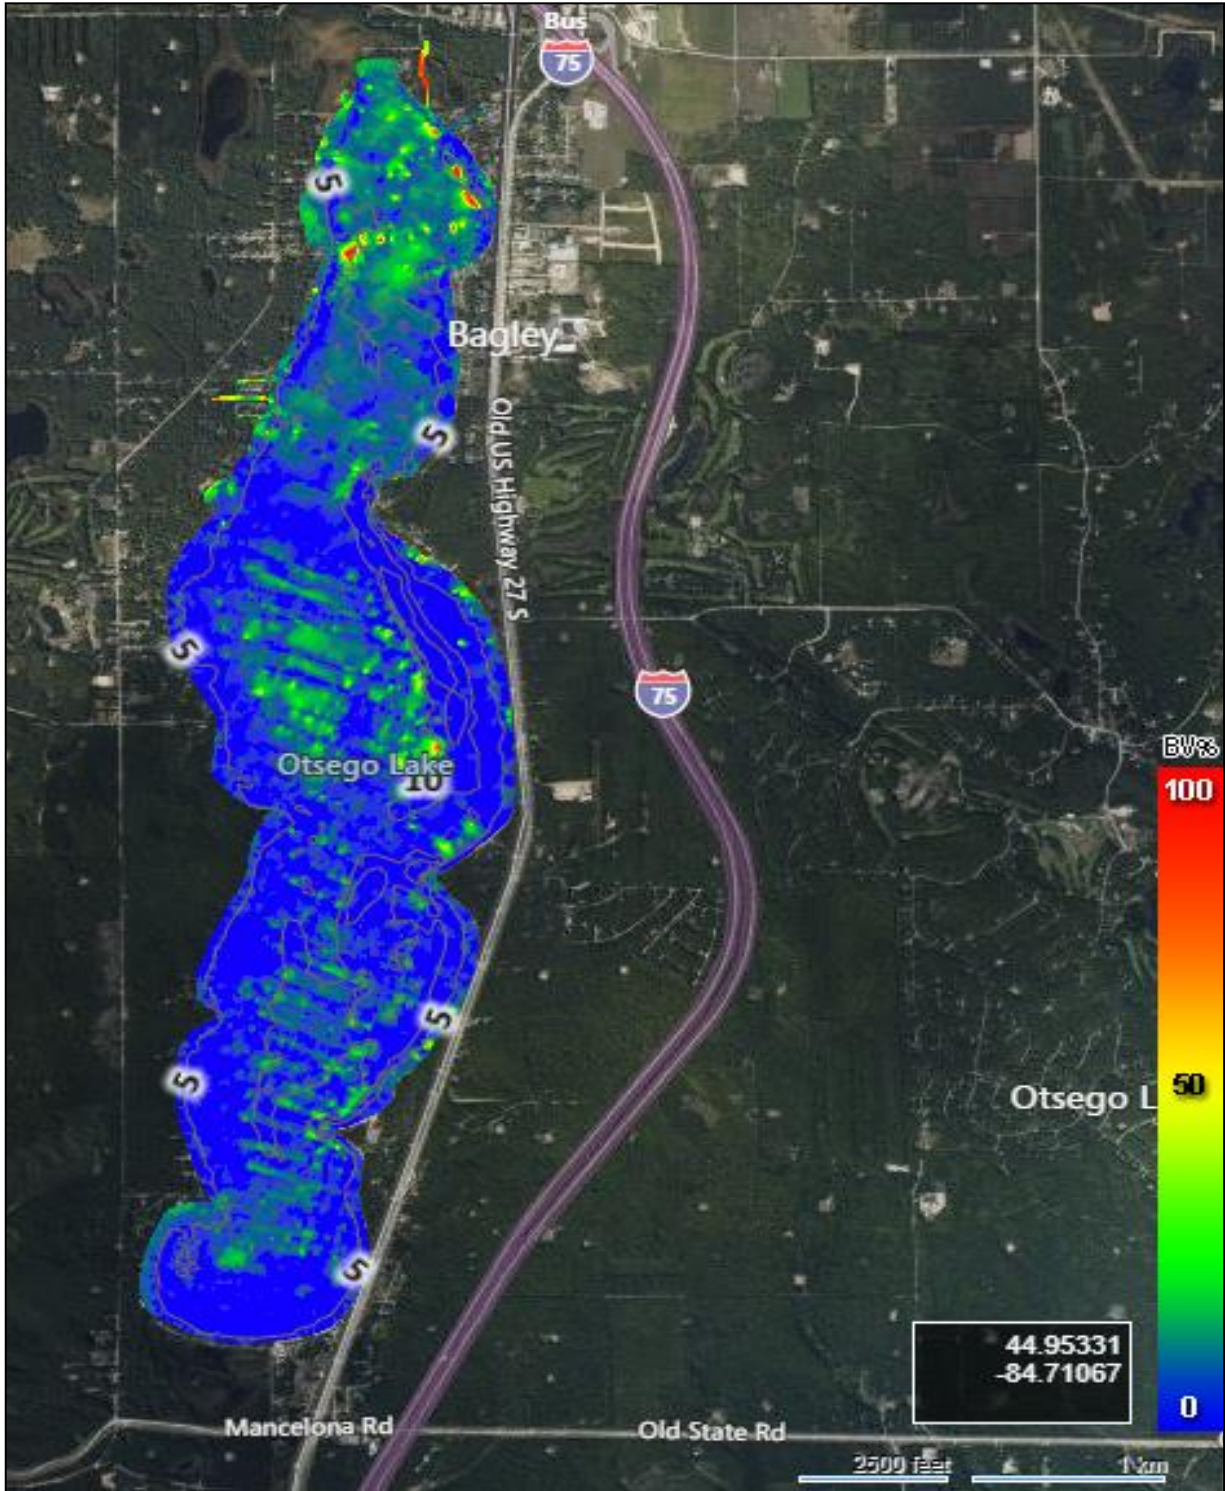 Bus
75
5
Bagley
5
Old US Highway 27 S
5
75
Otsego Lake
10
BV%
100
5
5
50
Otsego L
5
44.95331
-84.71067
0
Mancelona Rd
Old State Rd
2500 feet
1 km